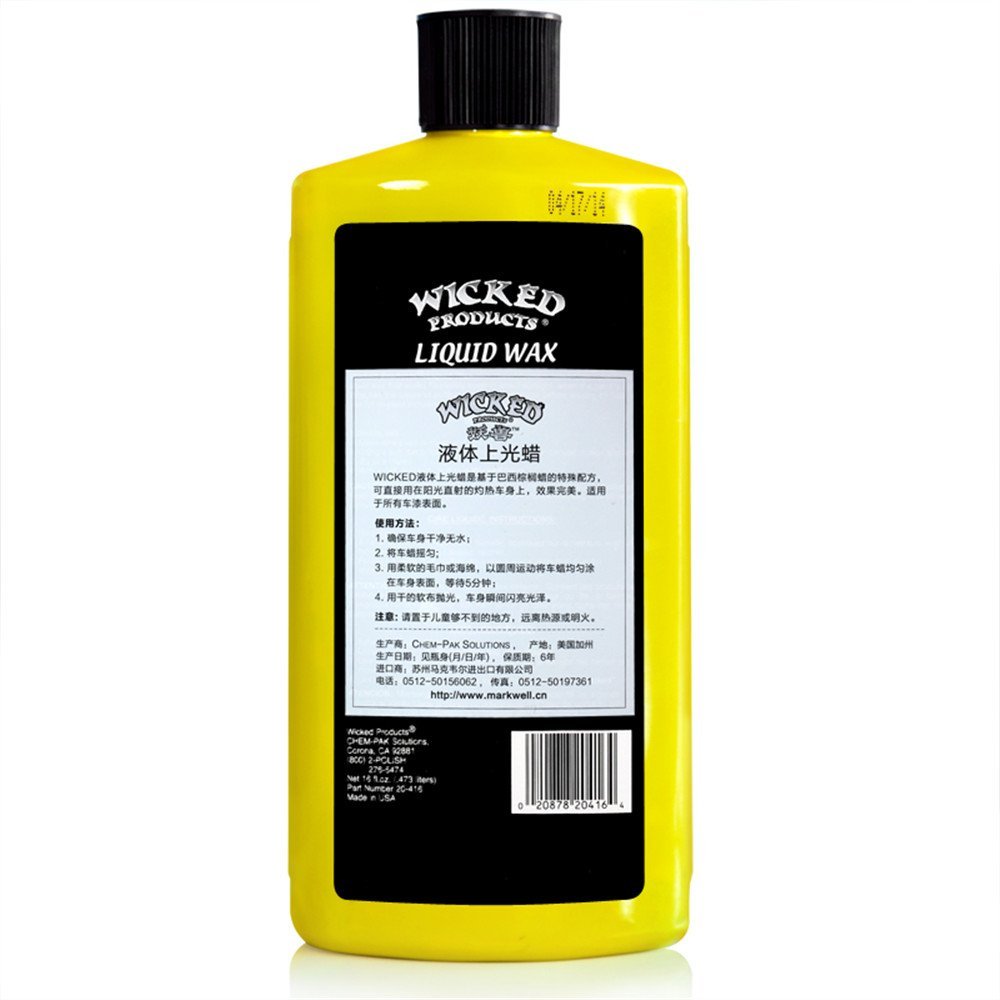 04/17/14
WICKED
PRODUCTS®
LIQUID WAX
WICKED
PRODUCTS®
妖兽™
液体上光蜡
WICKED液体上光蜡是基于巴西棕榈蜡的特殊配方，
可直接用在阳光直射的灼热车身上，效果完美。适用
于所有车漆表面。
使用方法：
1. 确保车身干净无水；
2. 将车蜡摇匀；
3. 用柔软的毛巾或海绵，以圆周运动将车蜡均匀涂
在车身表面，等待5分钟；
4. 用干的软布抛光，车身瞬间闪亮光泽。
注意：请置于儿童够不到的地方，远离热源或明火。
生产商：CHEM-PAK SOLUTIONS， 产地：美国加州
生产日期：见瓶身(月/日/年)， 保质期：6年
进口商：苏州马克韦尔进出口有限公司
电话：0512-50156062，传真：0512-50197361
http://www.markwell.cn
Wicked Products®
CHEM-PAK Solutions,
Corona, CA 92881
(800) 2-POLISH
276-5474
Net 16 fl.oz. (.473 liters)
Part Number 20-416
Made in USA
0 20878 20416 4